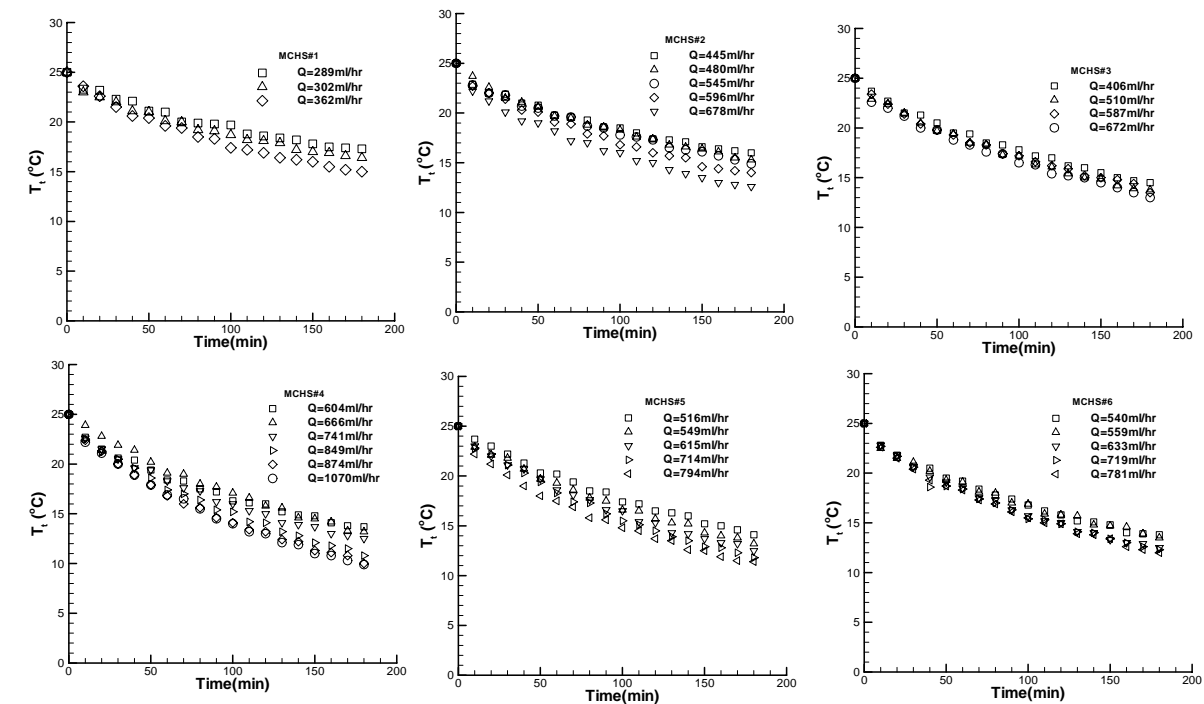 MCHS#1
Q=289ml/hr
Q=302ml/hr
Q=362ml/hr
30
25
20
15
10
5
0
Tt (°C)
0 50 100 150 200
Time(min)
MCHS#2
Q=445ml/hr
Q=480ml/hr
Q=545ml/hr
Q=596ml/hr
Q=678ml/hr
30
25
20
15
10
5
0
Tt (°C)
0 50 100 150 200
Time(min)
MCHS#3
Q=406ml/hr
Q=510ml/hr
Q=587ml/hr
Q=672ml/hr
30
25
20
15
10
5
0
Tt (°C)
0 50 100 150 200
Time(min)
MCHS#4
Q=604ml/hr
Q=666ml/hr
Q=741ml/hr
Q=849ml/hr
Q=874ml/hr
Q=1070ml/hr
30
25
20
15
10
5
0
Tt (°C)
0 50 100 150 200
Time(min)
MCHS#5
Q=516ml/hr
Q=549ml/hr
Q=615ml/hr
Q=714ml/hr
Q=794ml/hr
30
25
20
15
10
5
0
Tt (°C)
0 50 100 150 200
Time(min)
MCHS#6
Q=540ml/hr
Q=559ml/hr
Q=633ml/hr
Q=719ml/hr
Q=781ml/hr
30
25
20
15
10
5
0
Tt (°C)
0 50 100 150 200
Time(min)